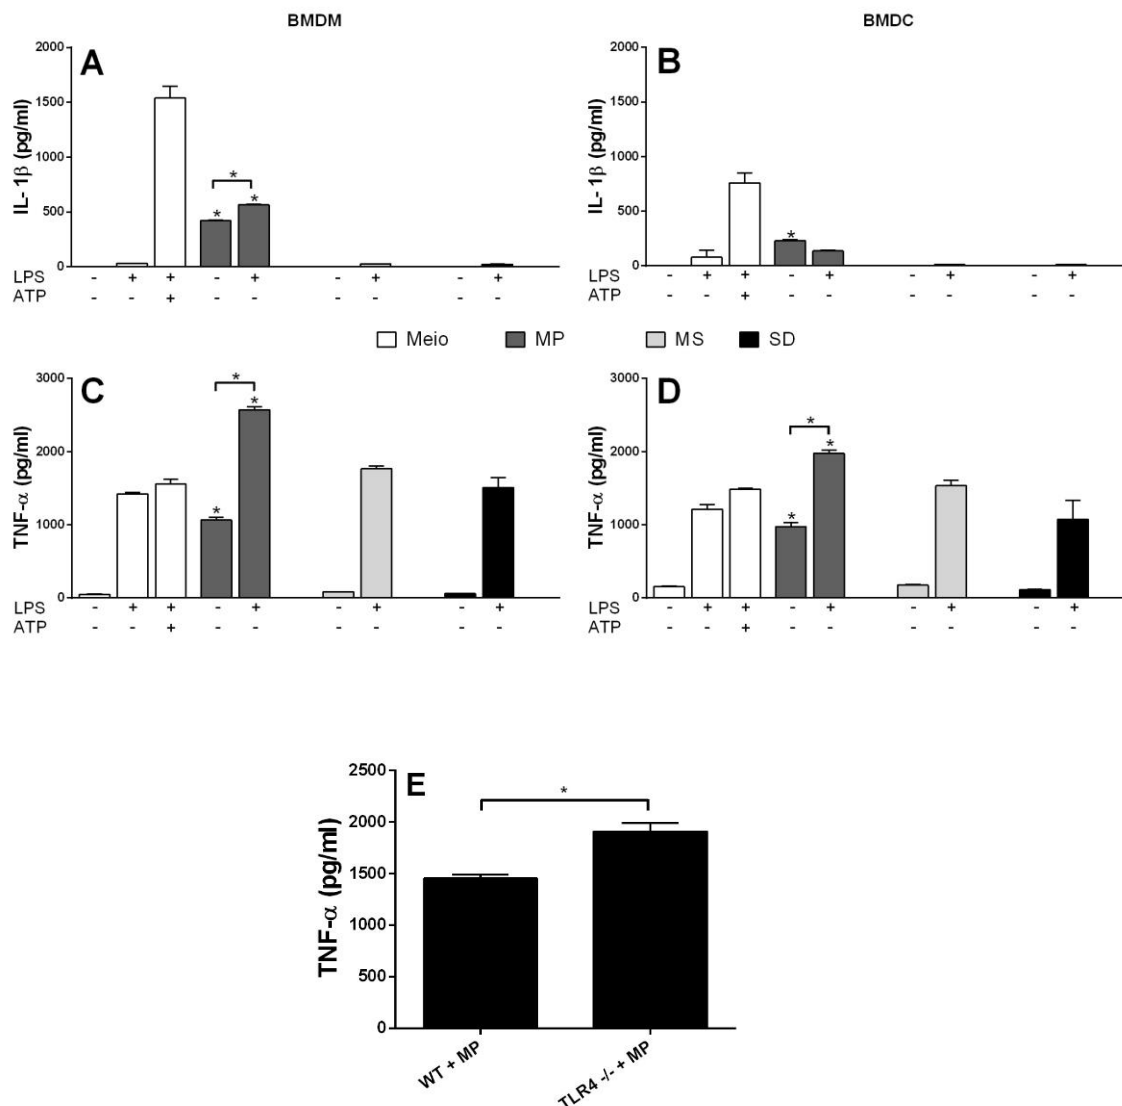 BMDM BMDC
A
IL- 1β (pg/ml)
2000
1500
1000
500
0
*
* *
LPS - + + - + - + - +
ATP - - + - - - - - -
B
IL- 1β (pg/ml)
2000
1500
1000
500
0
*
LPS - + + - + - + - +
ATP - - + - - - - - -
Meio MP MS SD
C
TNF-α (pg/ml)
3000
2000
1000
0
*
*
*
LPS - + + - + - + - +
ATP - - + - - - - - -
D
TNF-α (pg/ml)
3000
2000
1000
0
*
*
*
LPS - + + - + - + - +
ATP - - + - - - - - -
E
TNF-α (pg/ml)
2500
2000
1500
1000
500
0
*
WT + MP
TLR4 -/- + MP